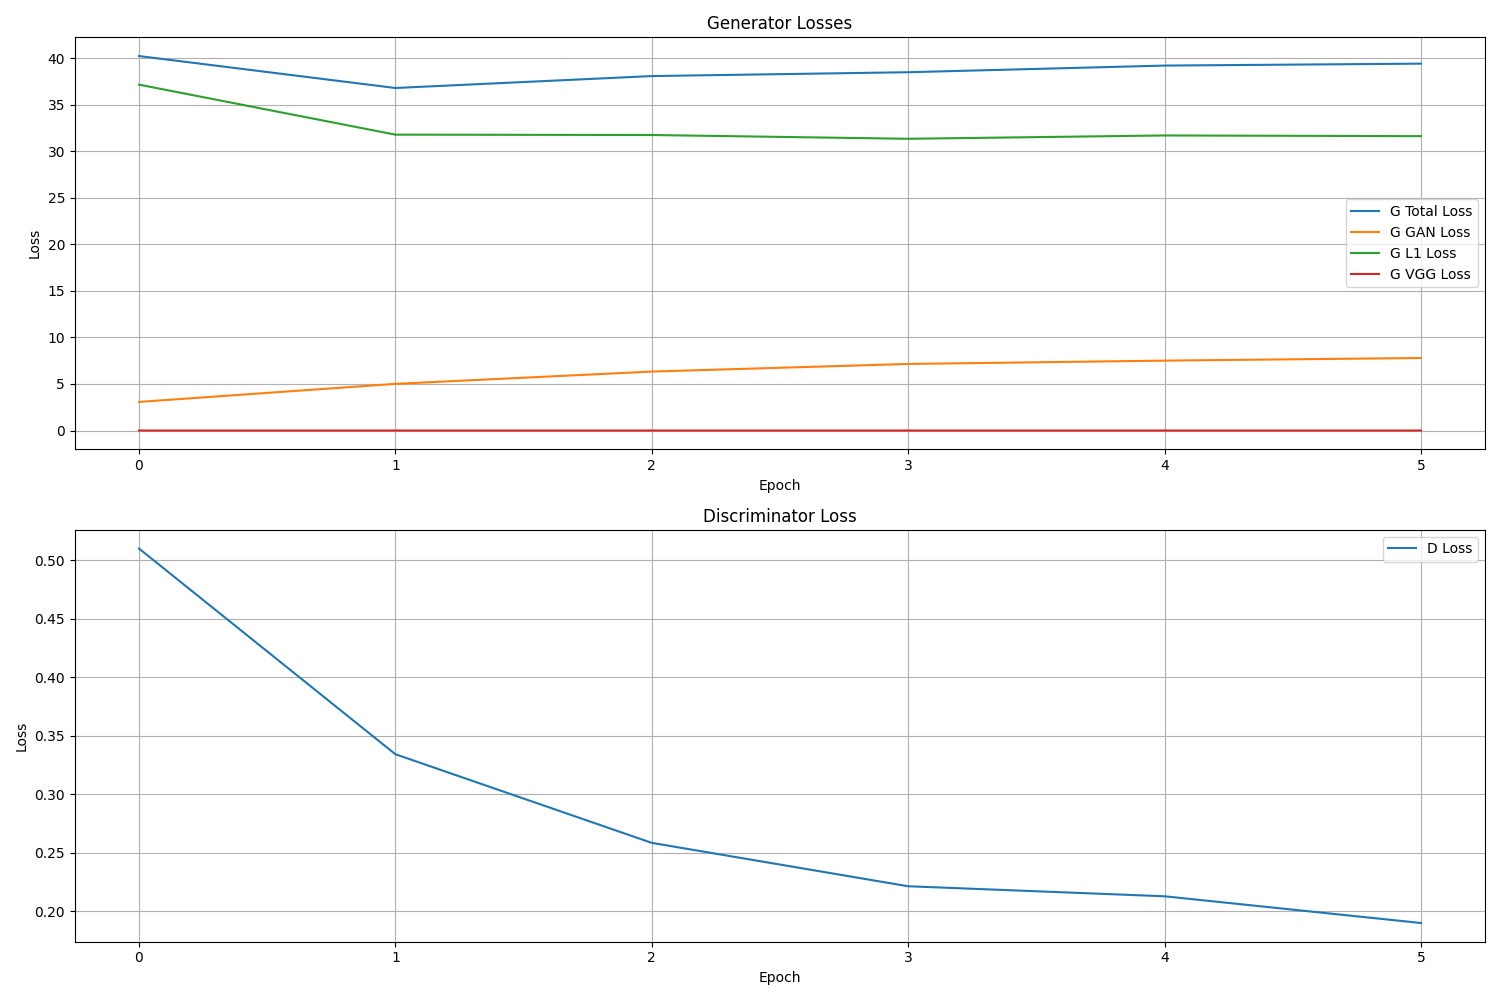 Generator Losses
40
35
30
25
20
15
10
5
0
Loss
G Total Loss
G GAN Loss
G L1 Loss
G VGG Loss
0 1 2 3 4 5
Epoch
Discriminator Loss
D Loss
0.50
0.45
0.40
0.35
0.30
0.25
0.20
Loss
0 1 2 3 4 5
Epoch